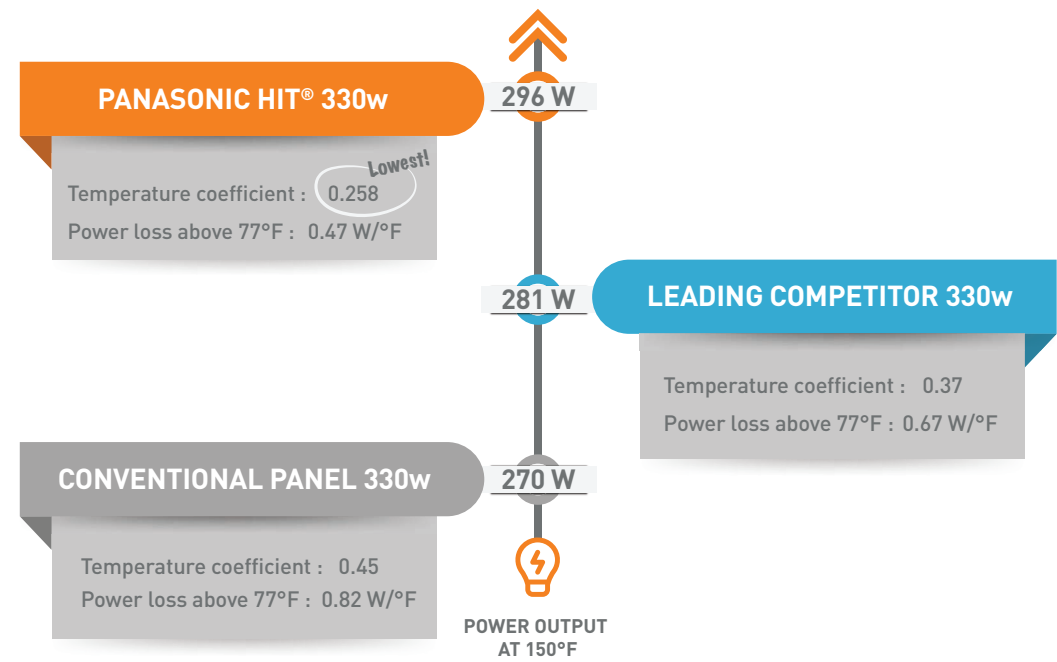 PANASONIC HIT® 330w
296 W
Lowest!
Temperature coefficient : 0.258
Power loss above 77°F : 0.47 W/°F
281 W
LEADING COMPETITOR 330w
Temperature coefficient : 0.37
Power loss above 77°F : 0.67 W/°F
CONVENTIONAL PANEL 330w
270 W
Temperature coefficient : 0.45
Power loss above 77°F : 0.82 W/°F
POWER OUTPUT
AT 150°F